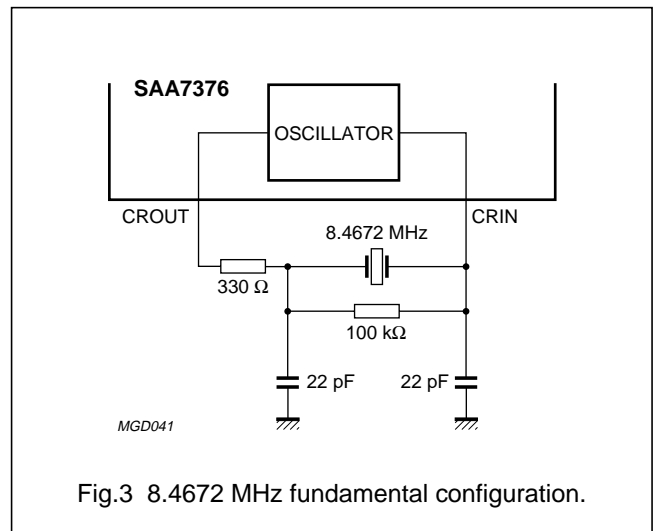 SAA7376
OSCILLATOR
CROUT
CRIN
8.4672 MHz
330 Ω
100 kΩ
22 pF
22 pF
MGD041
Fig.3 8.4672 MHz fundamental configuration.